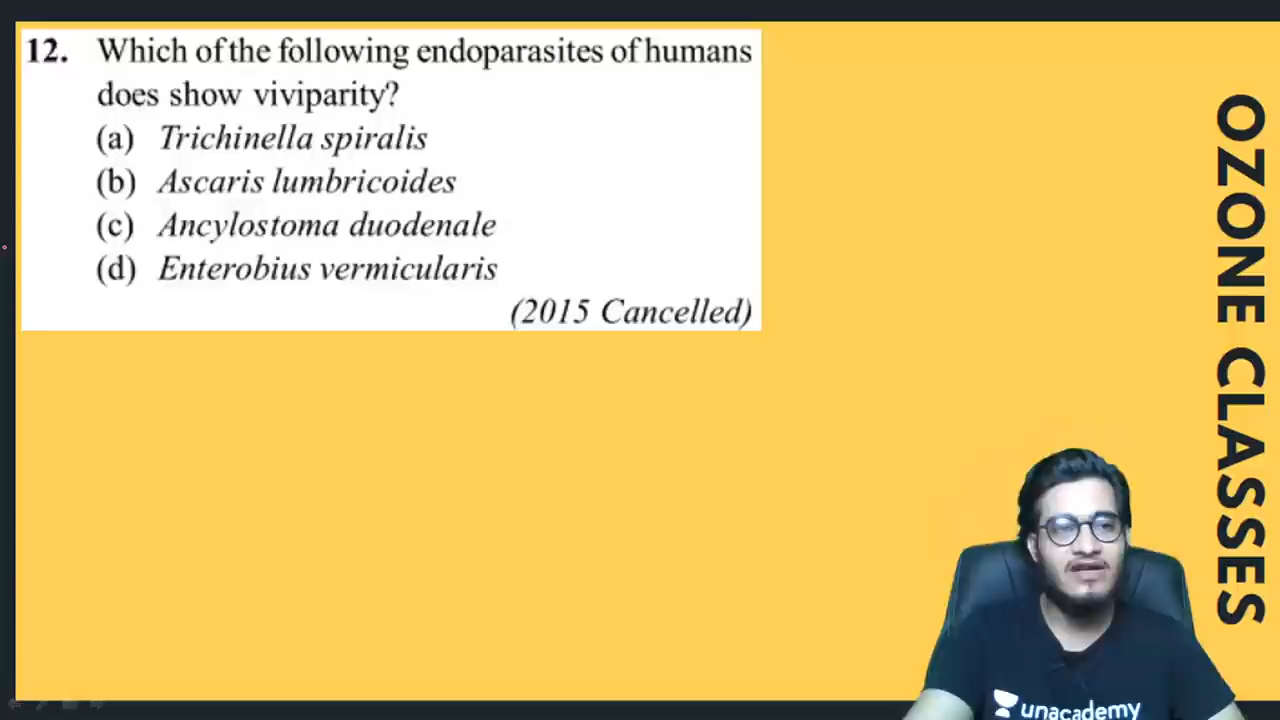 12. Which of the following endoparasites of humans
does show viviparity?
(a) Trichinella spiralis
(b) Ascaris lumbricoides
(c) Ancylostoma duodenale
(d) Enterobius vermicularis
(2015 Cancelled)
OZONE CLASSES
unacademy